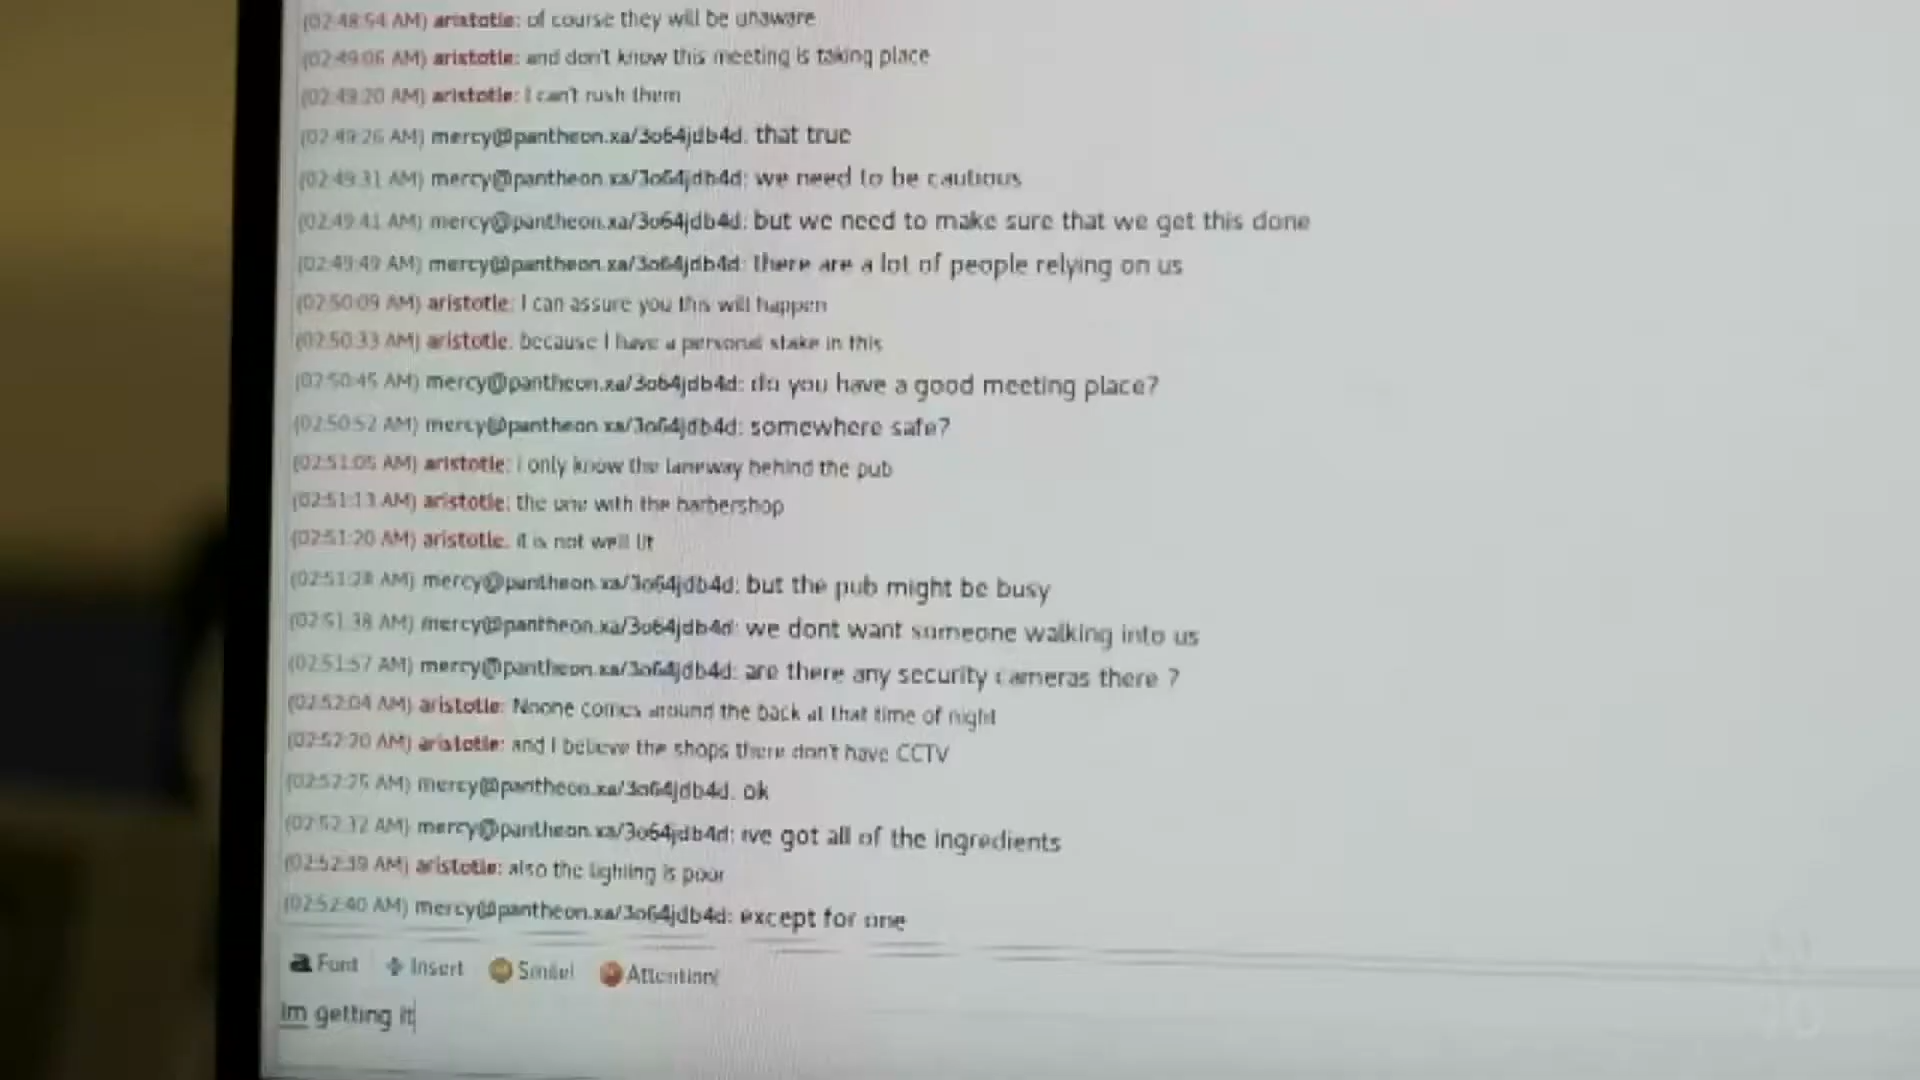 (02:48:54 AM) aristotle: of course they will be unaware
(02:49:06 AM) aristotle: and don't know this meeting is taking place
(02:49:20 AM) aristotle: I can't rush them
(02:49:26 AM) mercy@pantheon.xa/3o64jdb4d: that true
(02:49:31 AM) mercy@pantheon.xa/3o64jdb4d: we need to be cautious
(02:49:41 AM) mercy@pantheon.xa/3o64jdb4d: but we need to make sure that we get this done
(02:49:49 AM) mercy@pantheon.xa/3o64jdb4d: there are a lot of people relying on us
(02:50:09 AM) aristotle: I can assure you this will happen
(02:50:33 AM) aristotle: because I have a personal stake in this
(02:50:45 AM) mercy@pantheon.xa/3o64jdb4d: do you have a good meeting place?
(02:50:52 AM) mercy@pantheon.xa/3o64jdb4d: somewhere safe?
(02:51:05 AM) aristotle: i only know the laneway behind the pub
(02:51:13 AM) aristotle: the one with the barbershop
(02:51:20 AM) aristotle: it is not well lit
(02:51:28 AM) mercy@pantheon.xa/3o64jdb4d: but the pub might be busy
(02:51:38 AM) mercy@pantheon.xa/3o64jdb4d: we dont want someone walking into us
(02:51:57 AM) mercy@pantheon.xa/3o64jdb4d: are there any security cameras there ?
(02:52:04 AM) aristotle: Noone comes around the back at that time of night
(02:52:20 AM) aristotle: and I believe the shops there don't have CCTV
(02:52:25 AM) mercy@pantheon.xa/3o64jdb4d: ok
(02:52:32 AM) mercy@pantheon.xa/3o64jdb4d: ive got all of the ingredients
(02:52:39 AM) aristotle: also the lighting is poor
(02:52:40 AM) mercy@pantheon.xa/3o64jdb4d: except for one
Font Insert Smile! Attention!
Im getting it